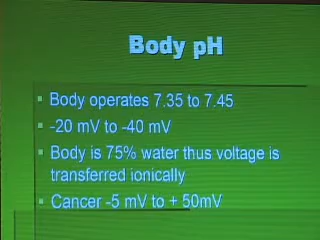 Body pH
Body operates 7.35 to 7.45
-20 mV to -40 mV
Body is 75% water thus voltage is
transferred ionically
Cancer -5 mV to + 50mV